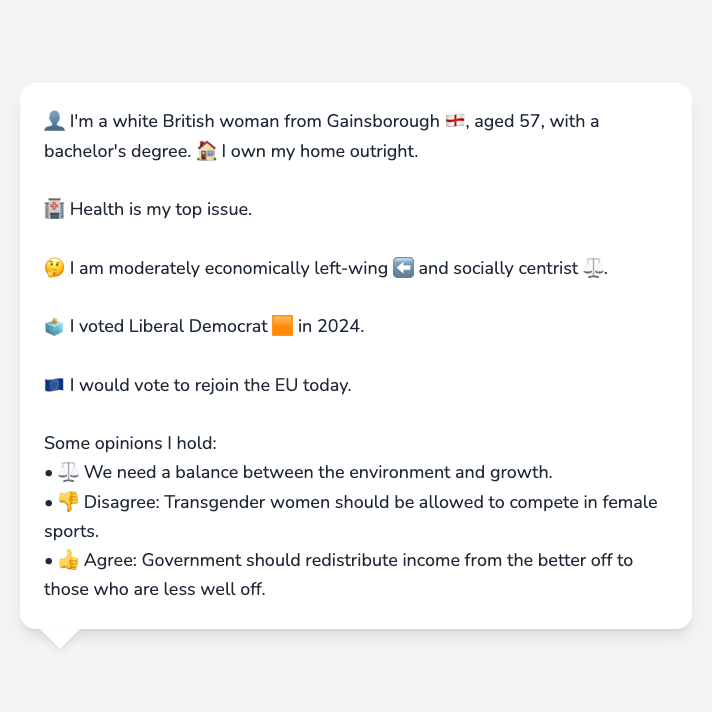 👤 I'm a white British woman from Gainsborough 🏴󠁧󠁢󠁥󠁮󠁧󠁿, aged 57, with a
bachelor's degree. 🏠 I own my home outright.
🏥 Health is my top issue.
🤔 I am moderately economically left-wing ⬅️ and socially centrist ⚖️.
🗳️ I voted Liberal Democrat 🟧 in 2024.
🇪🇺 I would vote to rejoin the EU today.
Some opinions I hold:
• ⚖️ We need a balance between the environment and growth.
• 👎 Disagree: Transgender women should be allowed to compete in female
sports.
• 👍 Agree: Government should redistribute income from the better off to
those who are less well off.